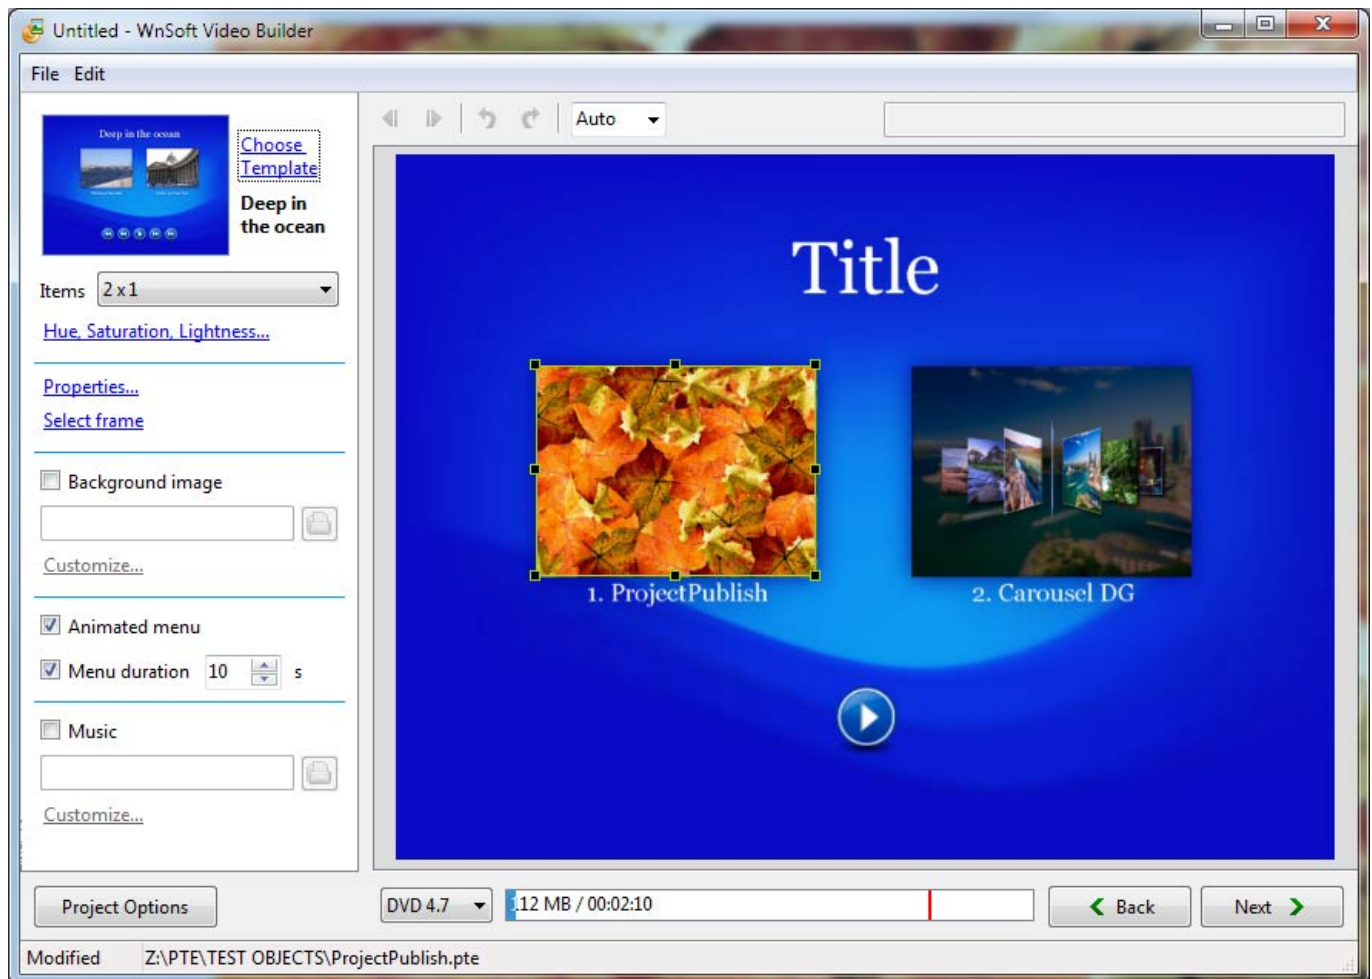 Untitled - WnSoft Video Builder
File Edit
Deep in the ocean
Choose
Template
Deep in
the ocean
Items 2 x 1
Hue, Saturation, Lightness...
Properties...
Select frame
Background image
Customize...
Animated menu
Menu duration 10 s
Music
Customize...
Auto
Title
1. ProjectPublish
2. Carousel DG
Project Options
DVD 4.7
112 MB / 00:02:10
Back
Next
Modified Z:\PTE\TEST OBJECTS\ProjectPublish.pte